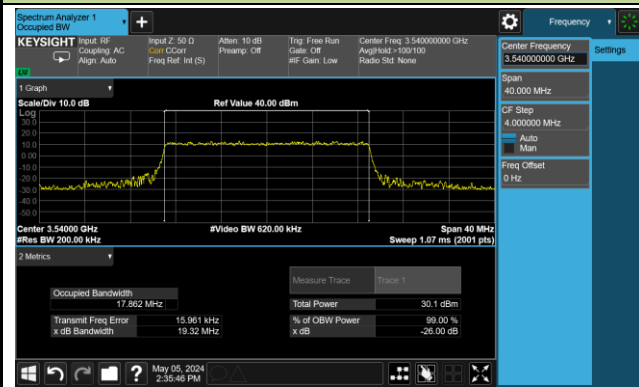 Spectrum Analyzer 1
Occupied BW
+
Frequency
KEYSIGHT
Input: RF
Coupling: AC
Align: Auto
Input Z: 50 Ω
Corr CCorr
Freq Ref: Int (S)
Atten: 10 dB
Preamp: Off
Trig: Free Run
Gate: Off
#IF Gain: Low
Center Freq: 3.540000000 GHz
Avg|Hold:>100/100
Radio Std: None
Center Frequency
3.540000000 GHz
Settings
Span
40.000 MHz
CF Step
4.000000 MHz
Auto
Man
Freq Offset
0 Hz
1 Graph
Scale/Div 10.0 dB
Ref Value 40.00 dBm
Log
30.0
20.0
10.0
0.00
-10.0
-20.0
-30.0
-40.0
-50.0
Center 3.54000 GHz
#Video BW 620.00 kHz
Span 40 MHz
#Res BW 200.00 kHz
Sweep 1.07 ms (2001 pts)
2 Metrics
Measure Trace
Trace 1
Occupied Bandwidth
17.862 MHz
Total Power
30.1 dBm
Transmit Freq Error
15.961 kHz
% of OBW Power
99.00 %
x dB Bandwidth
19.32 MHz
x dB
-26.00 dB
?
May 05, 2024
2:35:46 PM